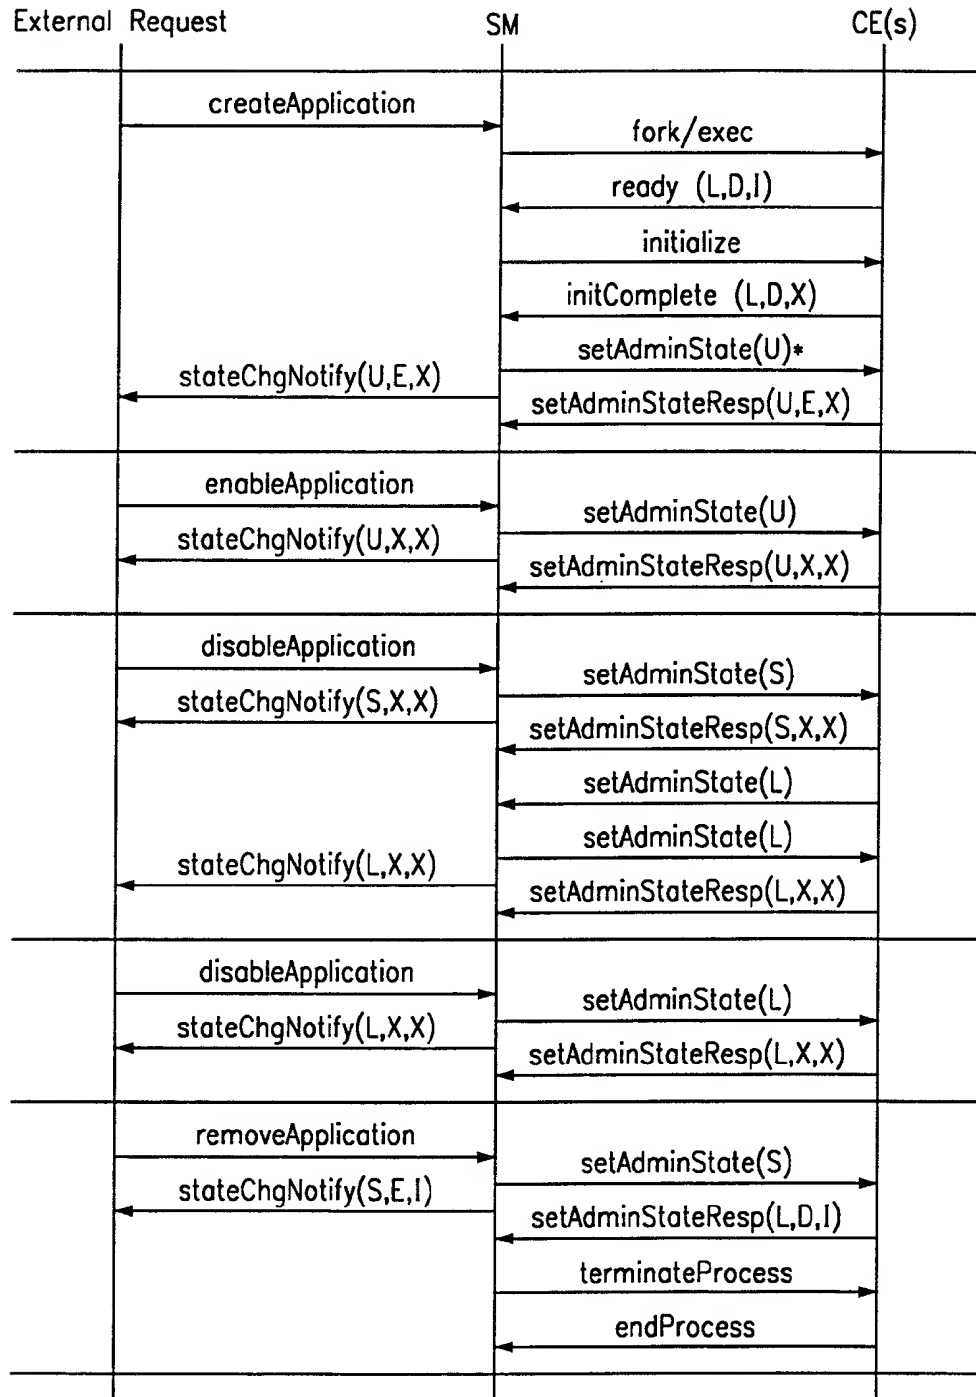 External Request SM CE(s)
createApplication
fork/exec
ready (L,D,I)
initialize
initComplete (L,D,X)
setAdminState(U)*
stateChgNotify(U,E,X)
setAdminStateResp(U,E,X)
enableApplication
setAdminState(U)
stateChgNotify(U,X,X)
setAdminStateResp(U,X,X)
disableApplication
setAdminState(S)
stateChgNotify(S,X,X)
setAdminStateResp(S,X,X)
setAdminState(L)
setAdminState(L)
stateChgNotify(L,X,X)
setAdminStateResp(L,X,X)
disableApplication
setAdminState(L)
stateChgNotify(L,X,X)
setAdminStateResp(L,X,X)
removeApplication
setAdminState(S)
stateChgNotify(S,E,I)
setAdminStateResp(L,D,I)
terminateProcess
endProcess